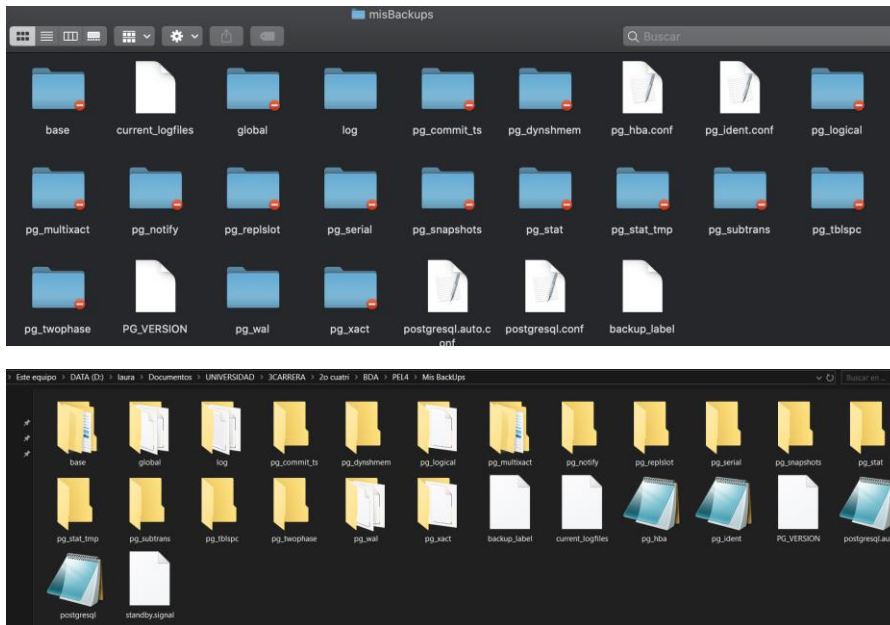 misBackups
Buscar
base current_logfiles global log pg_commit_ts pg_dynshmem pg_hba.conf pg_ident.conf pg_logical
pg_multixact pg_notify pg_replslot pg_serial pg_snapshots pg_stat pg_stat_tmp pg_subtrans pg_tblspc
pg_twophase PG_VERSION pg_wal pg_xact postgresql.auto.c postgresql.conf backup_label
onf
Este equipo > DATA (D:) > laura > Documentos > UNIVERSIDAD > 3CARRERA > 2o cuatri > BDA > PEL4 > Mis BackUps Buscar en ...
base global log pg_commit_ts pg_dynshmem pg_logical pg_multixact pg_notify pg_replslot pg_serial pg_snapshots pg_stat
pg_stat_tmp pg_subtrans pg_tblspc pg_twophase pg_wal pg_xact backup_label current_logfiles pg_hba pg_ident PG_VERSION postgresql.au
postgresql standby.signal